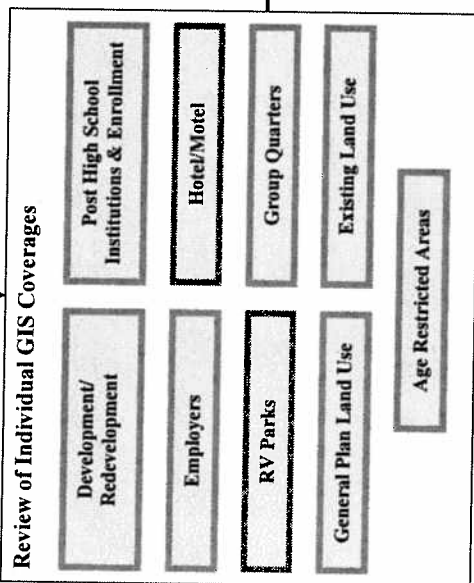 Review of Individual GIS Coverages
Development/
Redevelopment
Post High School
Institutions & Enrollment
Employers
Hotel/Motel
RV Parks
Group Quarters
General Plan Land Use
Existing Land Use
Age Restricted Areas